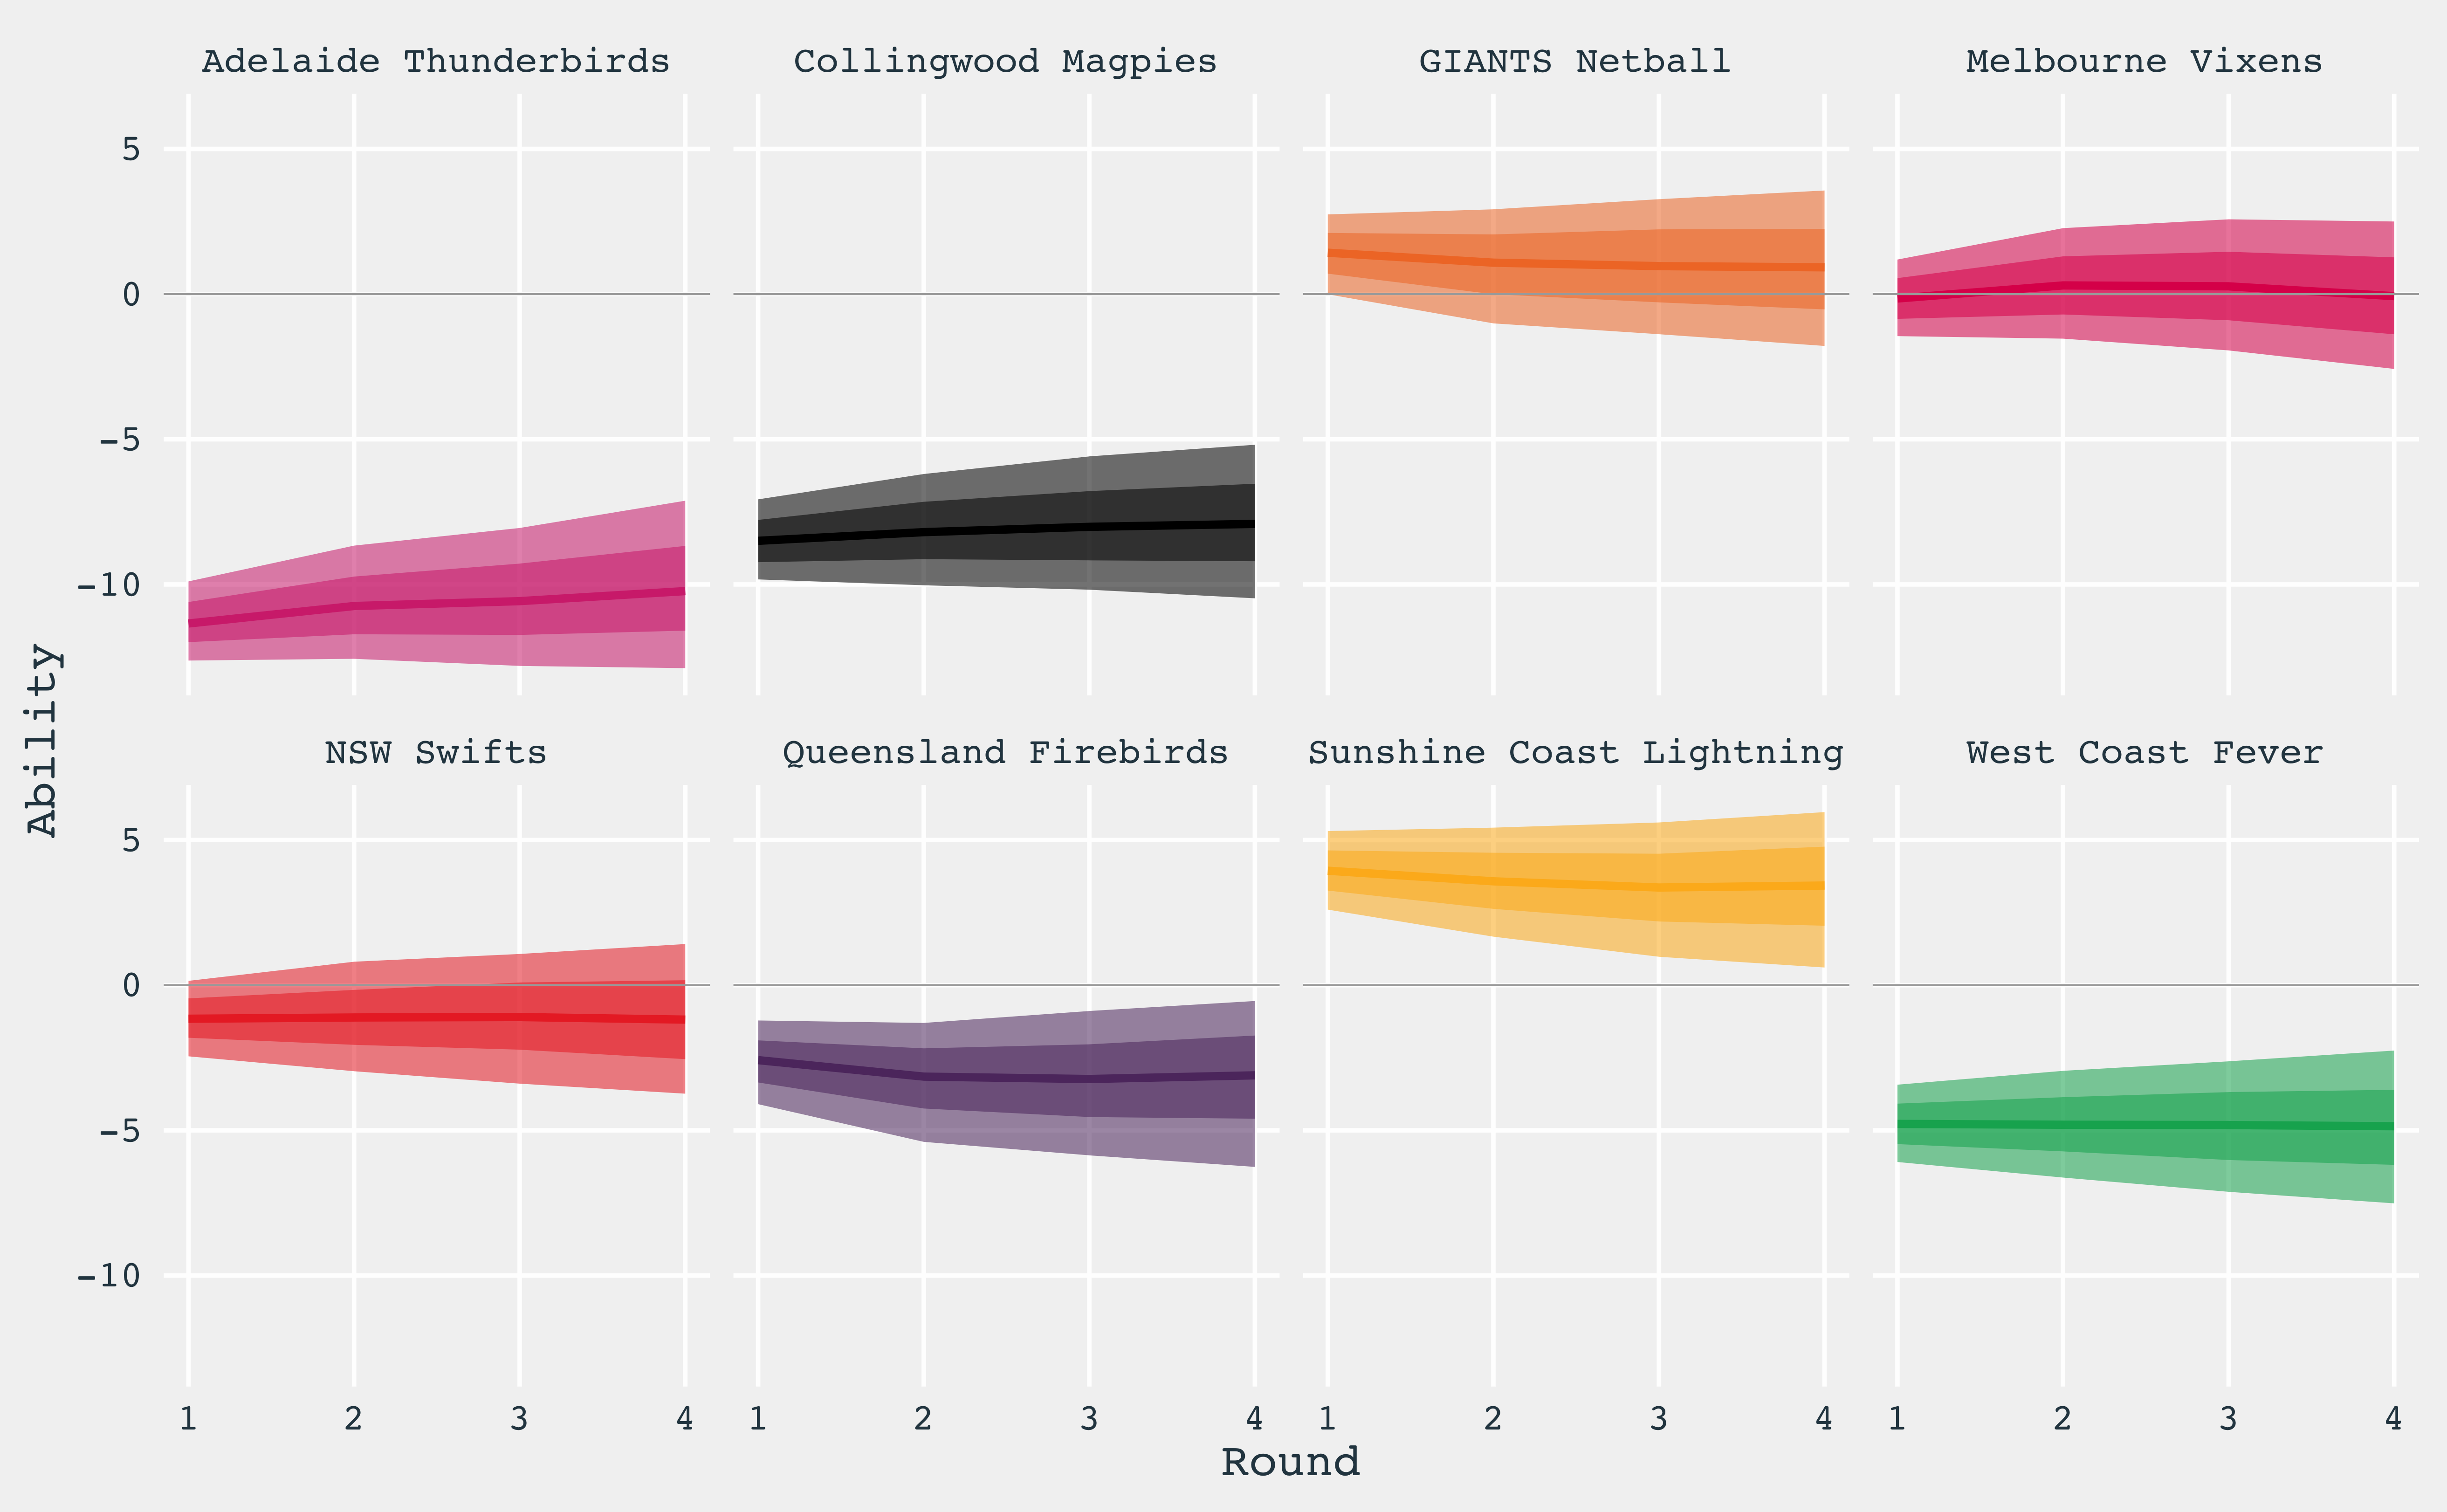 Adelaide Thunderbirds Collingwood Magpies GIANTS Netball Melbourne Vixens
5
0
-5
-10
Ability
NSW Swifts Queensland Firebirds Sunshine Coast Lightning West Coast Fever
5
0
-5
-10
1 2 3 4 1 2 3 4 1 2 3 4 1 2 3 4
Round